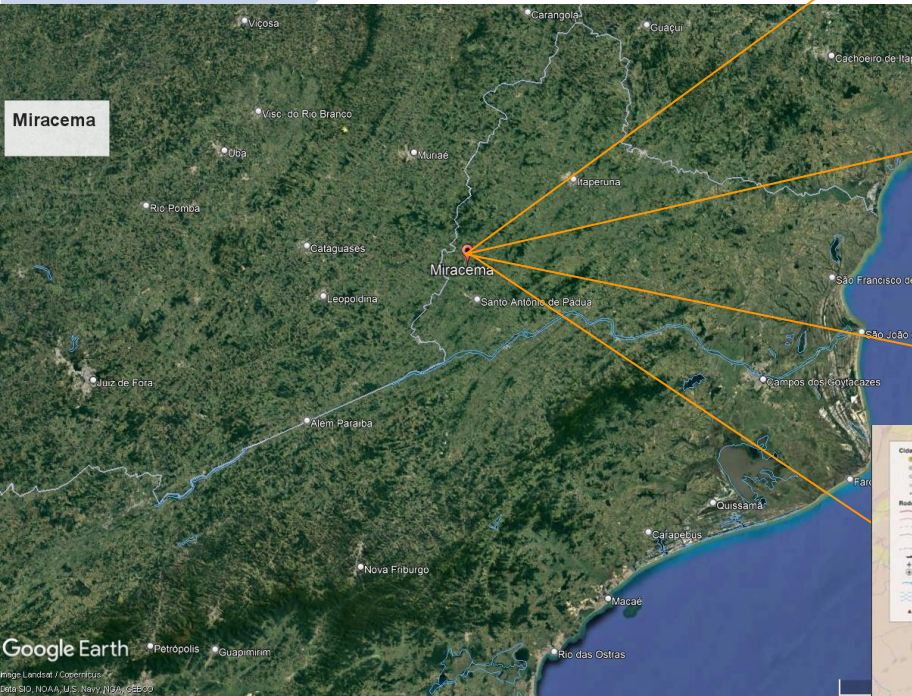 Carangola
Viçosa
Guaçuí
Cachoeiro de Itap
Miracema
Visc. do Rio Branco
Ubá
Muriaé
Itaperuna
Rio Pomba
Cataguases
Miracema
São Francisco de
Leopoldina
Santo Antônio de Pádua
São João
Juiz de Fora
Campos dos Goytacazes
Além Paraíba
Cida
Faro
Rodo
Quissamã
Carapebus
Nova Friburgo
Macaé
Google Earth
Petrópolis
Guapimirim
Rio das Ostras
Image Landsat / Copernicus
Data SIO, NOAA, U.S. Navy, NGA, GEBCO